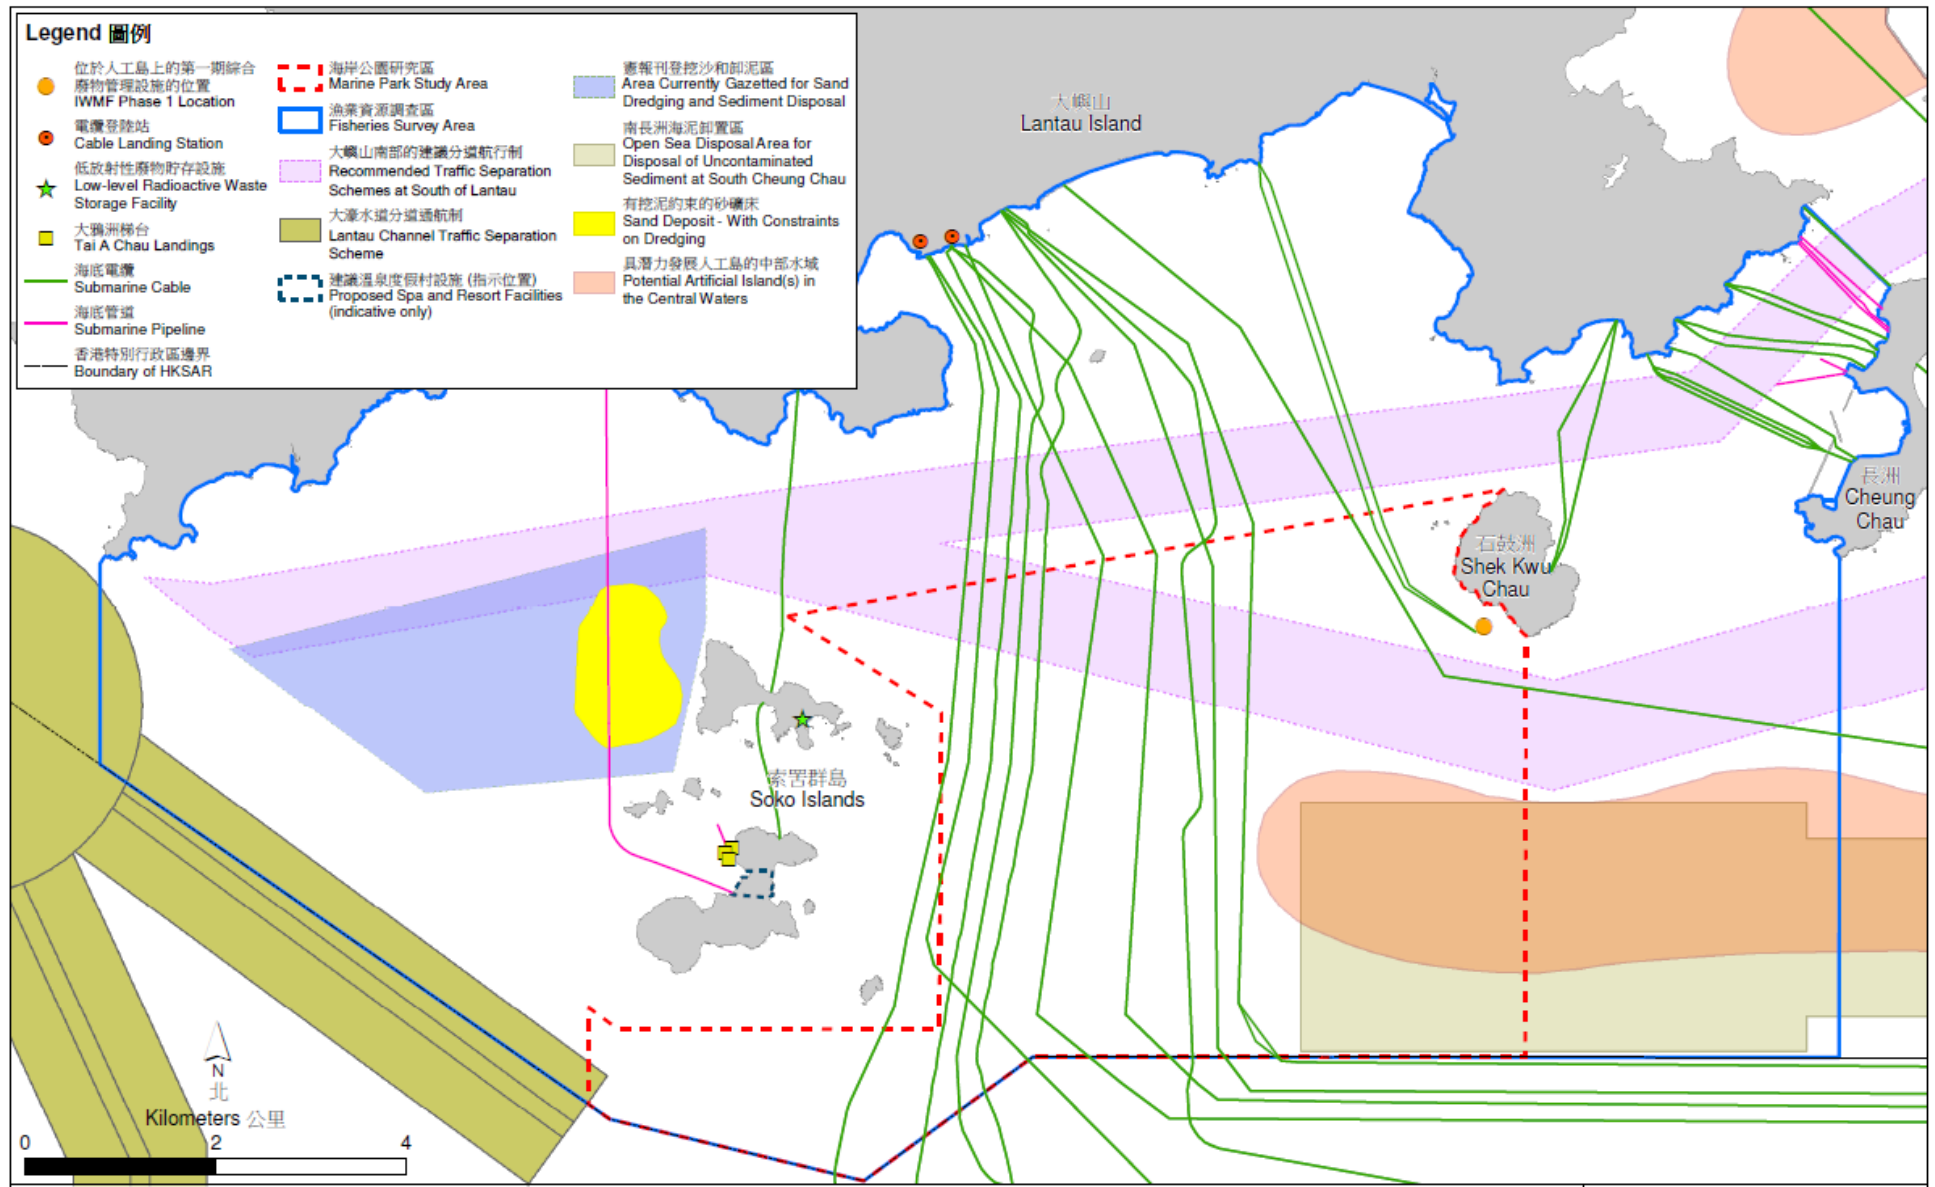 Legend 圖例
位於人工島上的第一期綜合
廢物管理設施的位置
IWMF Phase 1 Location
電纜登陸站
Cable Landing Station
低放射性廢物貯存設施
Low-level Radioactive Waste
Storage Facility
大鴉洲梯台
Tai A Chau Landings
海底電纜
Submarine Cable
海底管道
Submarine Pipeline
香港特別行政區邊界
Boundary of HKSAR
海岸公園研究區
Marine Park Study Area
漁業資源調查區
Fisheries Survey Area
大嶼山南部的建議分道航行制
Recommended Traffic Separation
Schemes at South of Lantau
大濠水道分道通航制
Lantau Channel Traffic Separation
Scheme
建議溫泉度假村設施 (指示位置)
Proposed Spa and Resort Facilities
(indicative only)
憲報刊登挖沙和卸泥區
Area Currently Gazetted for Sand
Dredging and Sediment Disposal
南長洲海泥卸置區
Open Sea Disposal Area for
Disposal of Uncontaminated
Sediment at South Cheung Chau
有挖泥約束的砂礦床
Sand Deposit - With Constraints
on Dredging
具潛力發展人工島的中部水域
Potential Artificial Island(s) in
the Central Waters
大嶼山
Lantau Island
長洲
Cheung
Chau
石鼓洲
Shek Kwu
Chau
索罟群島
Soko Islands
N
北
Kilometers 公里
0 2 4